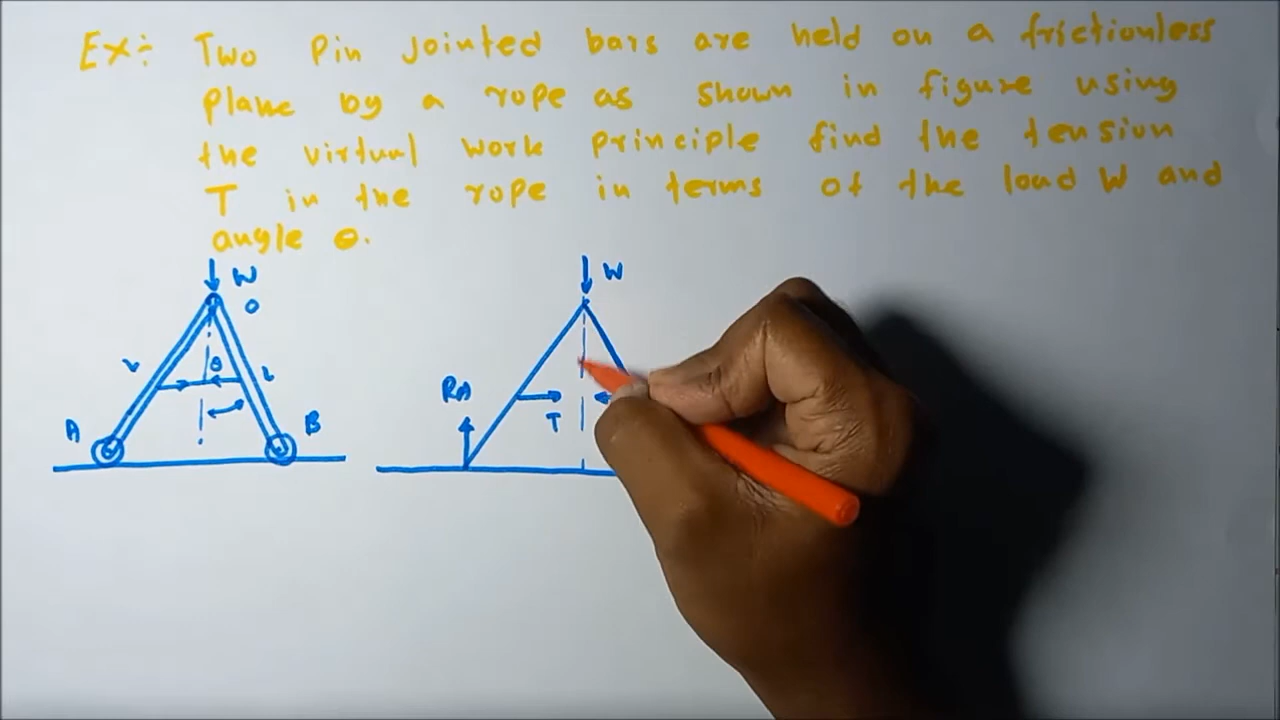 Ex:- Two Pin Jointed bars are held on a frictionless
plane by a rope as shown in figure using
the virtual work principle find the tension
T in the rope in terms of the load W and
angle θ.
W
O
θ
L
A
B
W
RA
T